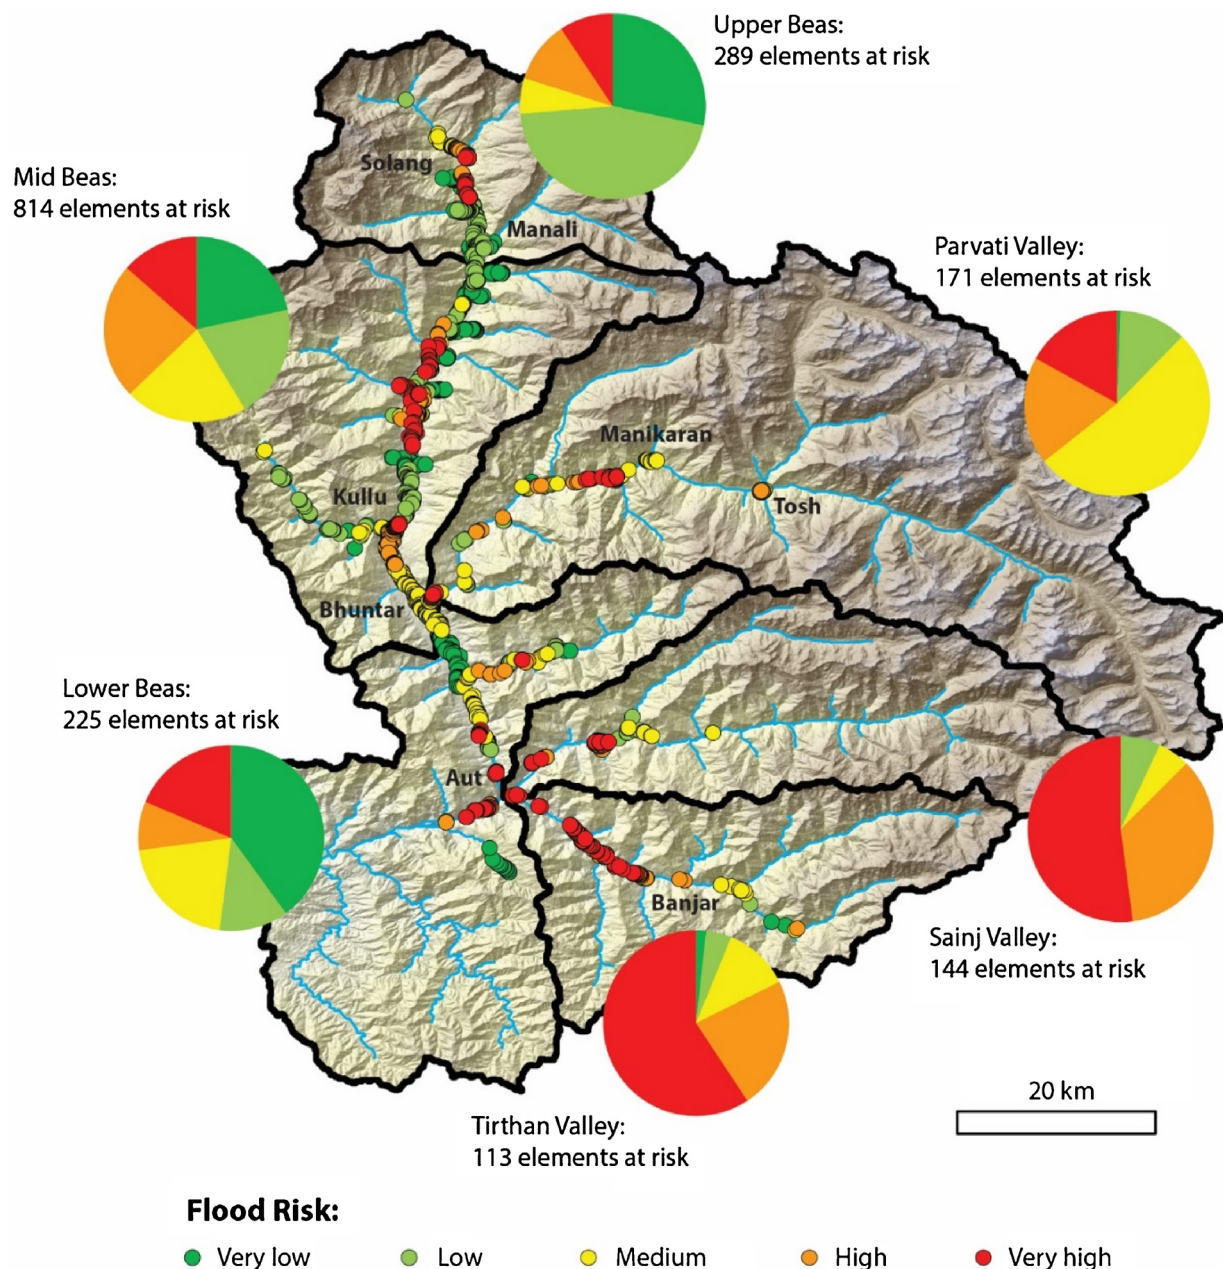 Upper Beas:
289 elements at risk
Solang
Mid Beas:
814 elements at risk
Manali
Parvati Valley:
171 elements at risk
Manikaran
Kullu
Tosh
Bhuntar
Lower Beas:
225 elements at risk
Aut
Banjar
Sainj Valley:
144 elements at risk
20 km
Tirthan Valley:
113 elements at risk
Flood Risk:
Very low
Low
Medium
High
Very high